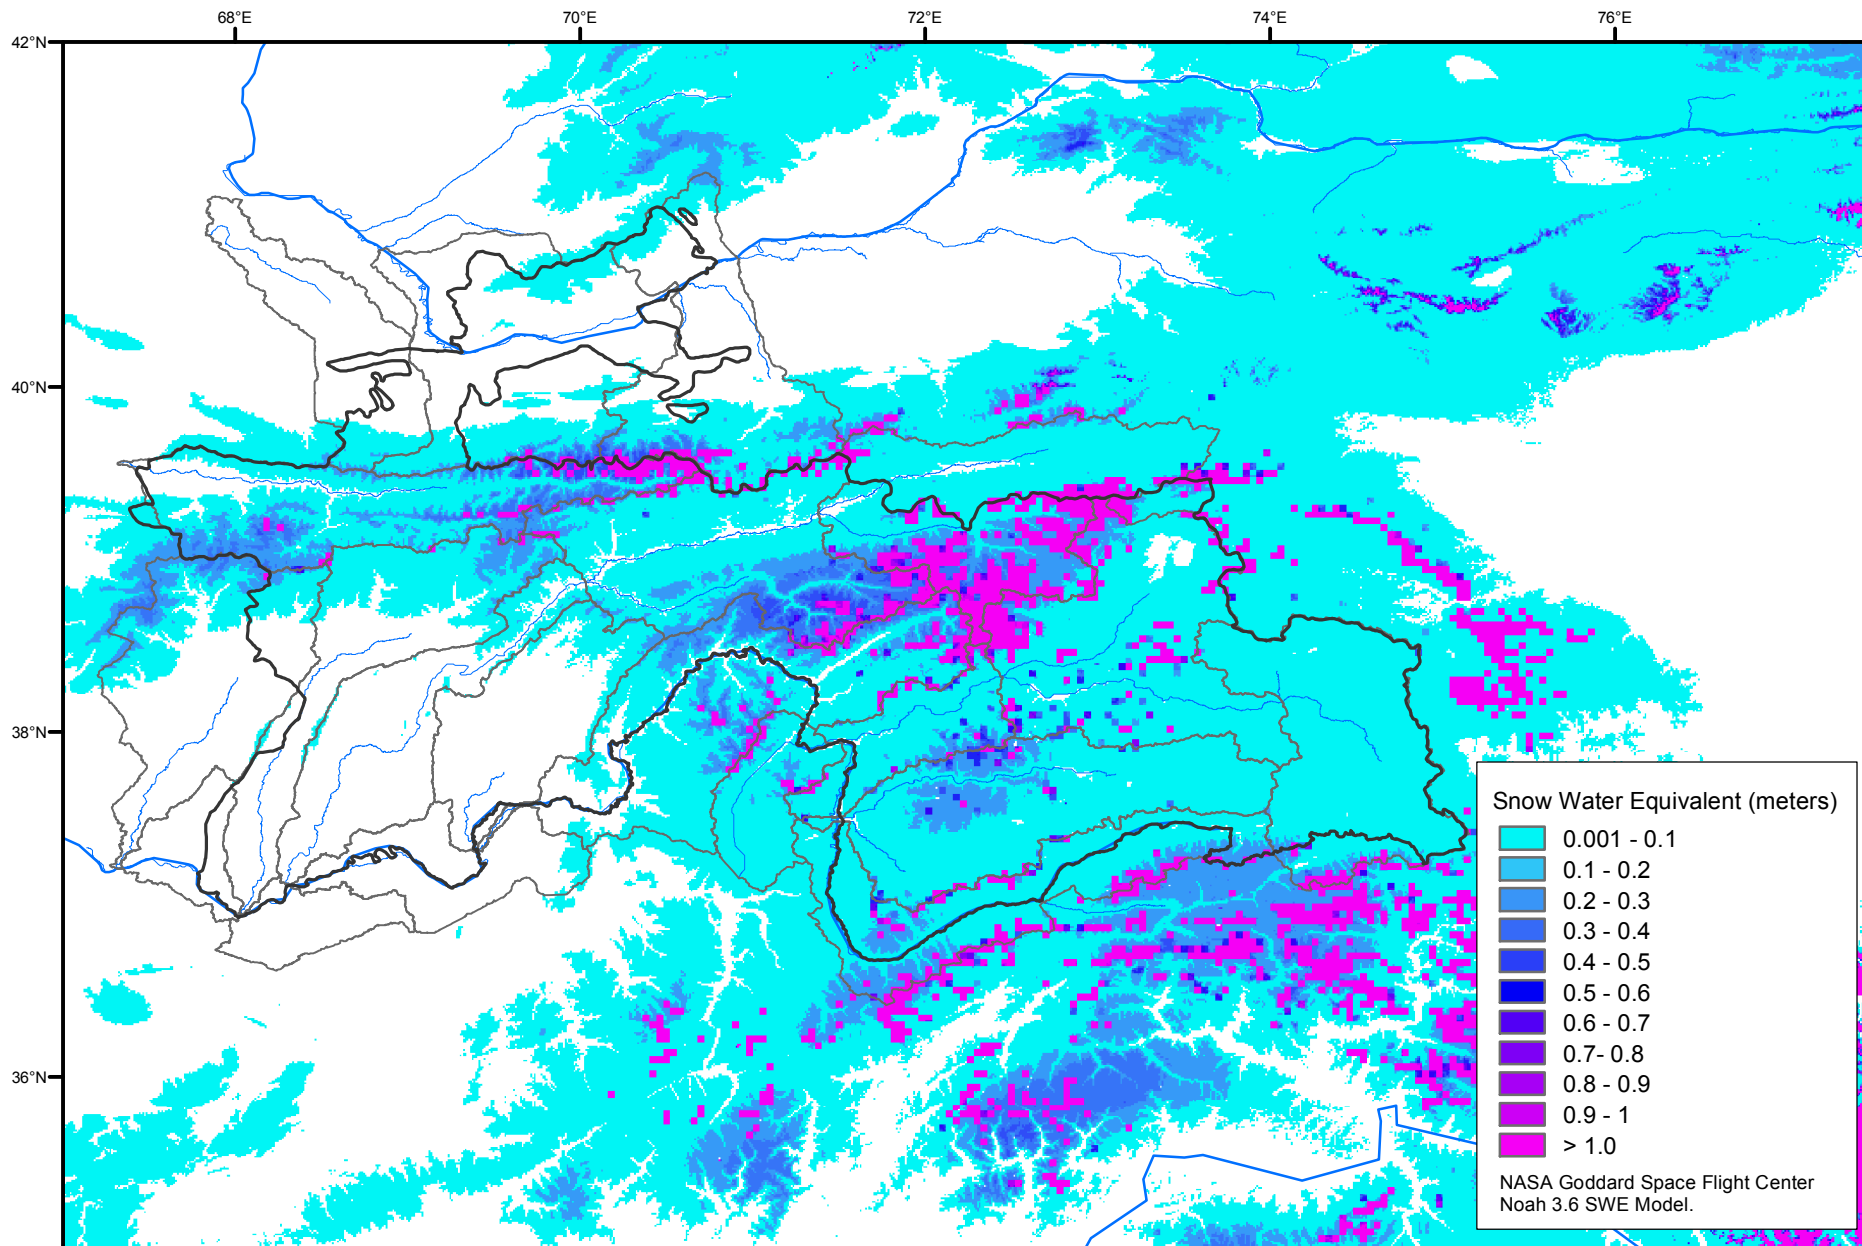 68°E 70°E 72°E 74°E 76°E
42°N
40°N
38°N
36°N
Snow Water Equivalent (meters)
0.001 - 0.1
0.1 - 0.2
0.2 - 0.3
0.3 - 0.4
0.4 - 0.5
0.5 - 0.6
0.6 - 0.7
0.7- 0.8
0.8 - 0.9
0.9 - 1
> 1.0
NASA Goddard Space Flight Center
Noah 3.6 SWE Model.